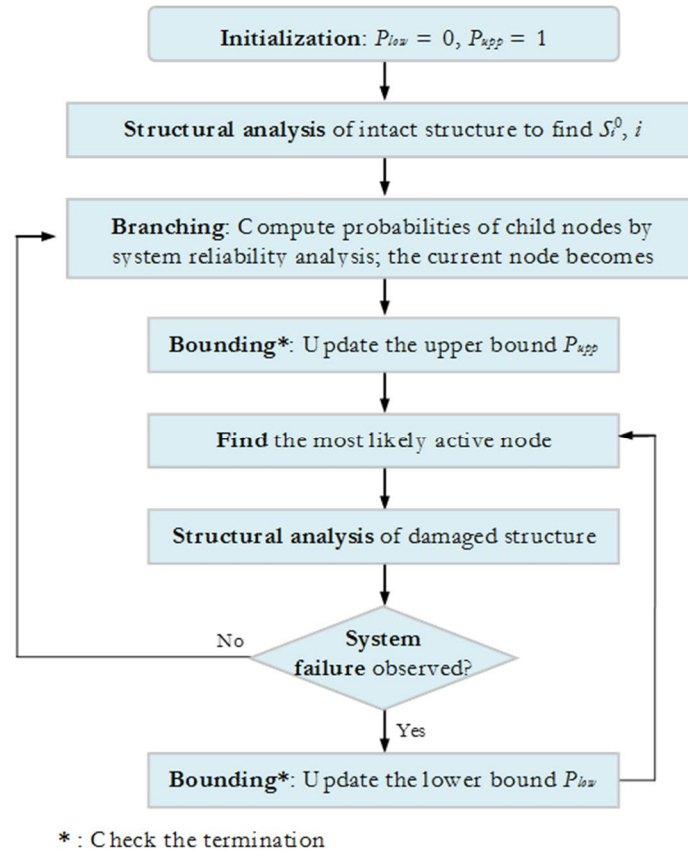 Initialization: Plow = 0, Pupp = 1
Structural analysis of intact structure to find Si⁰, i
Branching: Compute probabilities of child nodes by
system reliability analysis; the current node becomes
Bounding*: Update the upper bound Pupp
Find the most likely active node
Structural analysis of damaged structure
System
failure observed?
No
Yes
Bounding*: Update the lower bound Plow
* : Check the termination